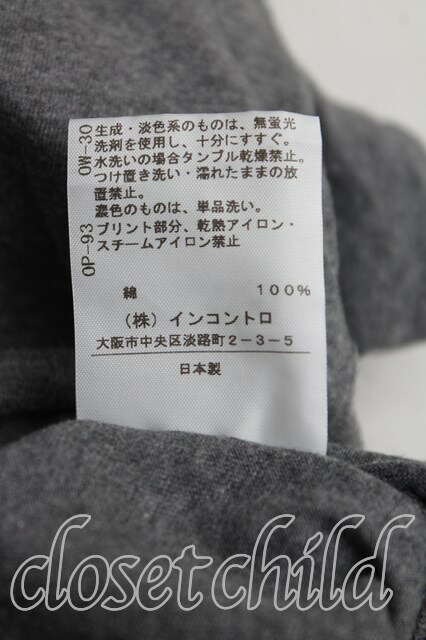 OW-30
生成・淡色系のものは、無蛍光
洗剤を使用し、十分にすすぐ。
水洗いの場合タンブル乾燥禁止。
つけ置き洗い・濡れたままの放
置禁止。
濃色のものは、単品洗い。
OP-93
プリント部分、乾熱アイロン・
スチームアイロン禁止
綿 100%
（株）インコントロ
大阪市中央区淡路町2-3-5
日本製
closet child